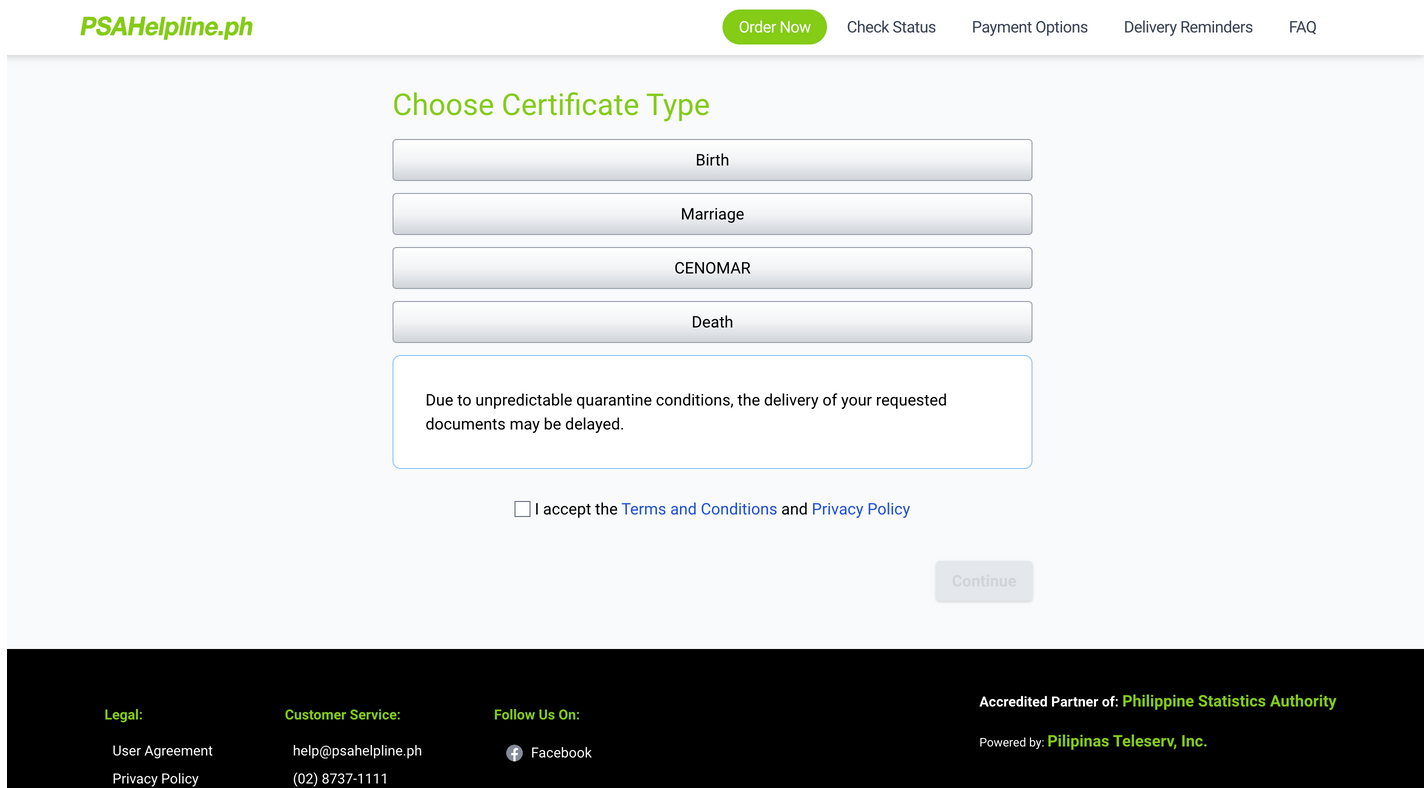 PSAHelpline.ph
Order Now
Check Status
Payment Options
Delivery Reminders
FAQ
Choose Certificate Type
Birth
Marriage
CENOMAR
Death
Due to unpredictable quarantine conditions, the delivery of your requested
documents may be delayed.
I accept the Terms and Conditions and Privacy Policy
Continue
Legal:
User Agreement
Privacy Policy
Customer Service:
help@psahelpline.ph
(02) 8737-1111
Follow Us On:
Facebook
Accredited Partner of: Philippine Statistics Authority
Powered by: Pilipinas Teleserv, Inc.